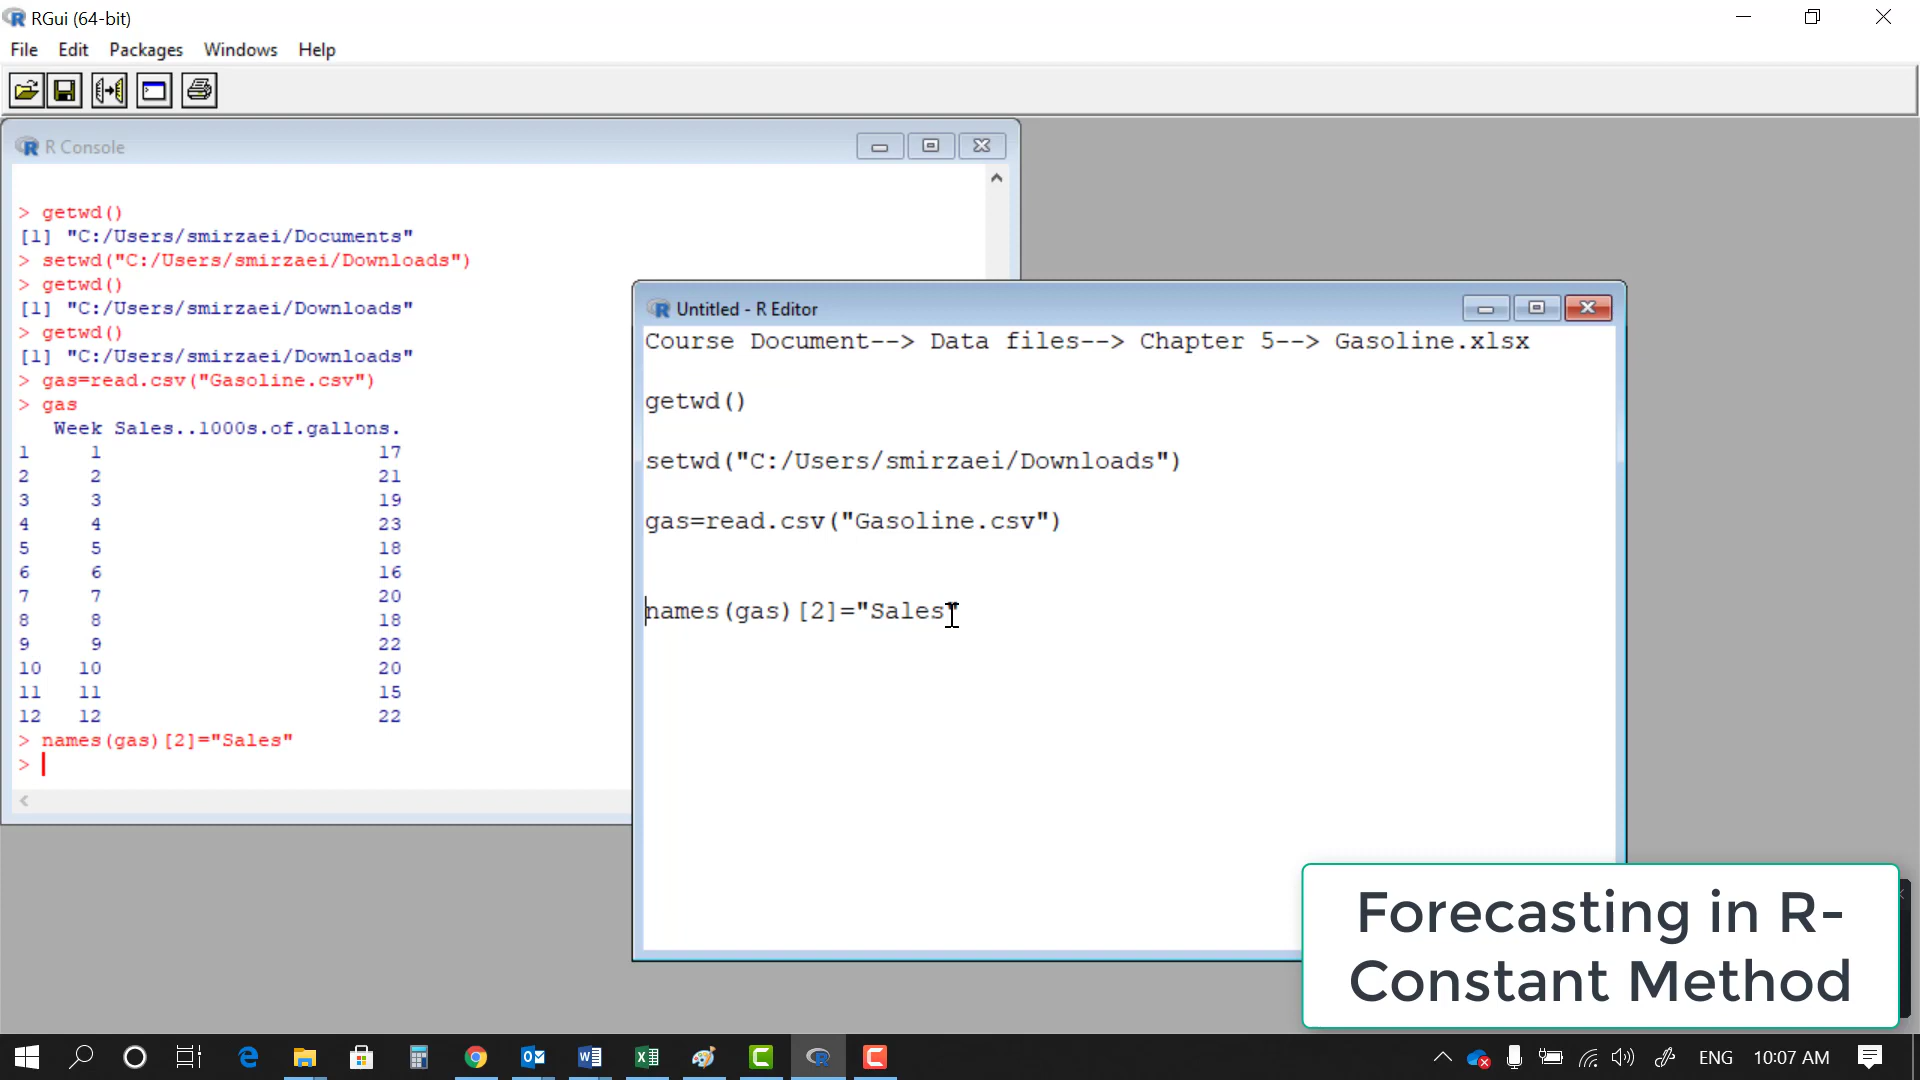 RGui (64-bit)
File Edit Packages Windows Help
R Console
> getwd()
[1] "C:/Users/smirzaei/Documents"
> setwd("C:/Users/smirzaei/Downloads")
> getwd()
[1] "C:/Users/smirzaei/Downloads"
> getwd()
[1] "C:/Users/smirzaei/Downloads"
> gas=read.csv("Gasoline.csv")
> gas
Week Sales..1000s.of.gallons.
1 1 17
2 2 21
3 3 19
4 4 23
5 5 18
6 6 16
7 7 20
8 8 18
9 9 22
10 10 20
11 11 15
12 12 22
> names(gas)[2]="Sales"
>
Untitled - R Editor
Course Document--> Data files--> Chapter 5--> Gasoline.xlsx
getwd()
setwd("C:/Users/smirzaei/Downloads")
gas=read.csv("Gasoline.csv")
names(gas)[2]="Sales"
Forecasting in R-
Constant Method
ENG 10:07 AM